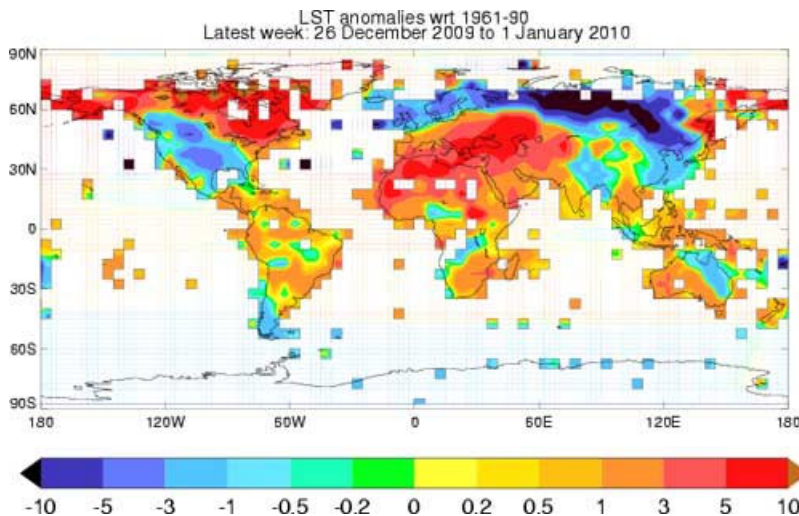 LST anomalies wrt 1961-90
Latest week: 26 December 2009 to 1 January 2010
90N
60N
30N
0
30S
60S
90S
180 120W 60W 0 60E 120E 180
-10 -5 -3 -1 -0.5 -0.2 0 0.2 0.5 1 3 5 10